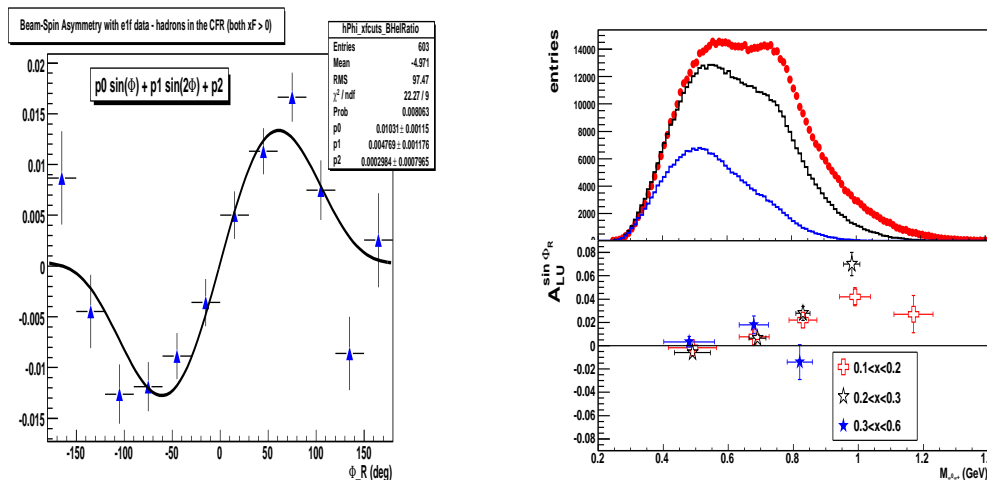 Beam-Spin Asymmetry with e1f data - hadrons in the CFR (both xF > 0)
hPhi_xfcuts_BHelRatio
Entries 603
Mean -4.971
RMS 97.47
χ² / ndf 22.27 / 9
Prob 0.008063
p0 0.01031 ± 0.00115
p1 0.004769 ± 0.001176
p2 0.0002984 ± 0.0007965
p0 sin(Φ) + p1 sin(2Φ) + p2
0.02
0.015
0.01
0.005
0
-0.005
-0.01
-0.015
-150 -100 -50 0 50 100 150
Φ_R (deg)
entries
14000
12000
10000
8000
6000
4000
2000
0
A_LU^sin Φ_R
0.08
0.06
0.04
0.02
0
-0.02
-0.04
-0.06
-0.08
0.1<x<0.2
0.2<x<0.3
0.3<x<0.6
0.2 0.4 0.6 0.8 1 1.2 1.4
(GeV)